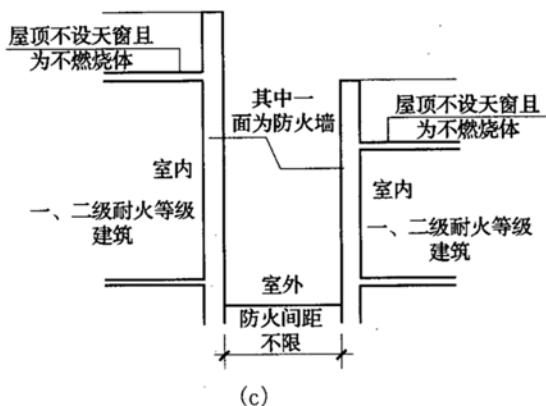 屋顶不设天窗且
为不燃烧体
其中一
面为防火墙
屋顶不设天窗且
为不燃烧体
室内
一、二级耐火等级
建筑
室内
一、二级耐火等级
建筑
室外
防火间距
不限
(c)